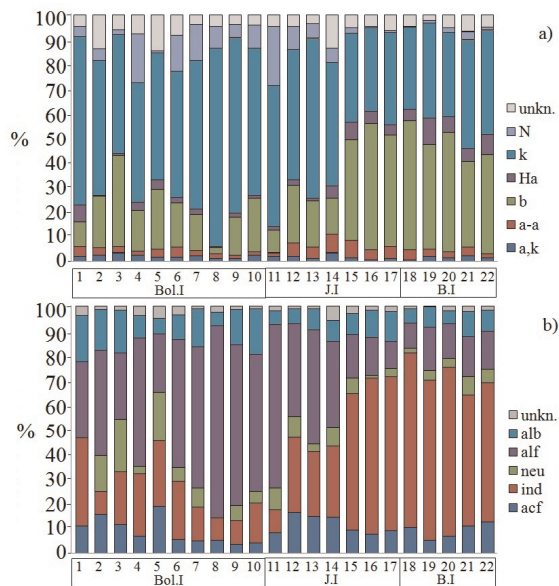 100
90
80
70
60
%
50
40
30
20
10
0
a)
unkn.
N
k
Ha
b
a-a
a,k
1 2 3 4 5 6 7 8 9 10 11 12 13 14 15 16 17 18 19 20 21 22
Bol.I J.I B.I
100
90
80
70
60
%
50
40
30
20
10
0
b)
unkn.
alb
alf
neu
ind
acf
1 2 3 4 5 6 7 8 9 10 11 12 13 14 15 16 17 18 19 20 21 22
Bol.I J.I B.I